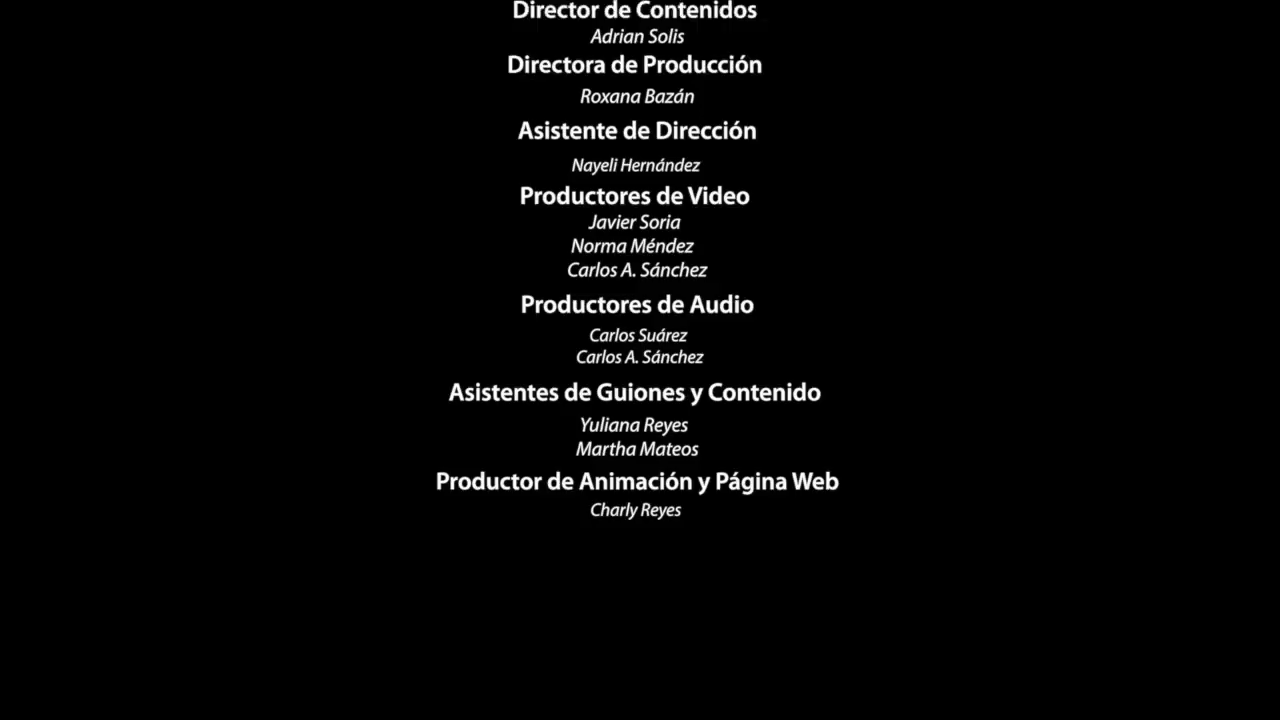 Director de Contenidos
Adrian Solis
Directora de Producción
Roxana Bazán
Asistente de Dirección
Nayeli Hernández
Productores de Video
Javier Soria
Norma Méndez
Carlos A. Sánchez
Productores de Audio
Carlos Suárez
Carlos A. Sánchez
Asistentes de Guiones y Contenido
Yuliana Reyes
Martha Mateos
Productor de Animación y Página Web
Charly Reyes